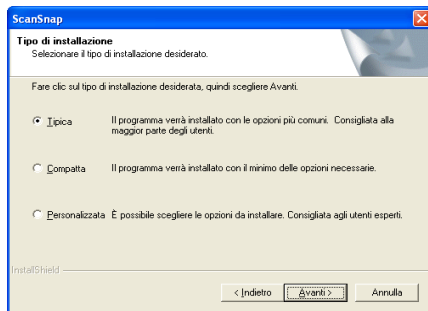 ScanSnap
Tipo di installazione
Selezionare il tipo di installazione desiderato.
Fare clic sul tipo di installazione desiderata, quindi scegliere Avanti.
Tipica
Il programma verrà installato con le opzioni più comuni. Consigliata alla
maggior parte degli utenti.
Compatta
Il programma verrà installato con il minimo delle opzioni necessarie.
Personalizzata È possibile scegliere le opzioni da installare. Consigliata agli utenti esperti.
InstallShield
< Indietro Avanti > Annulla